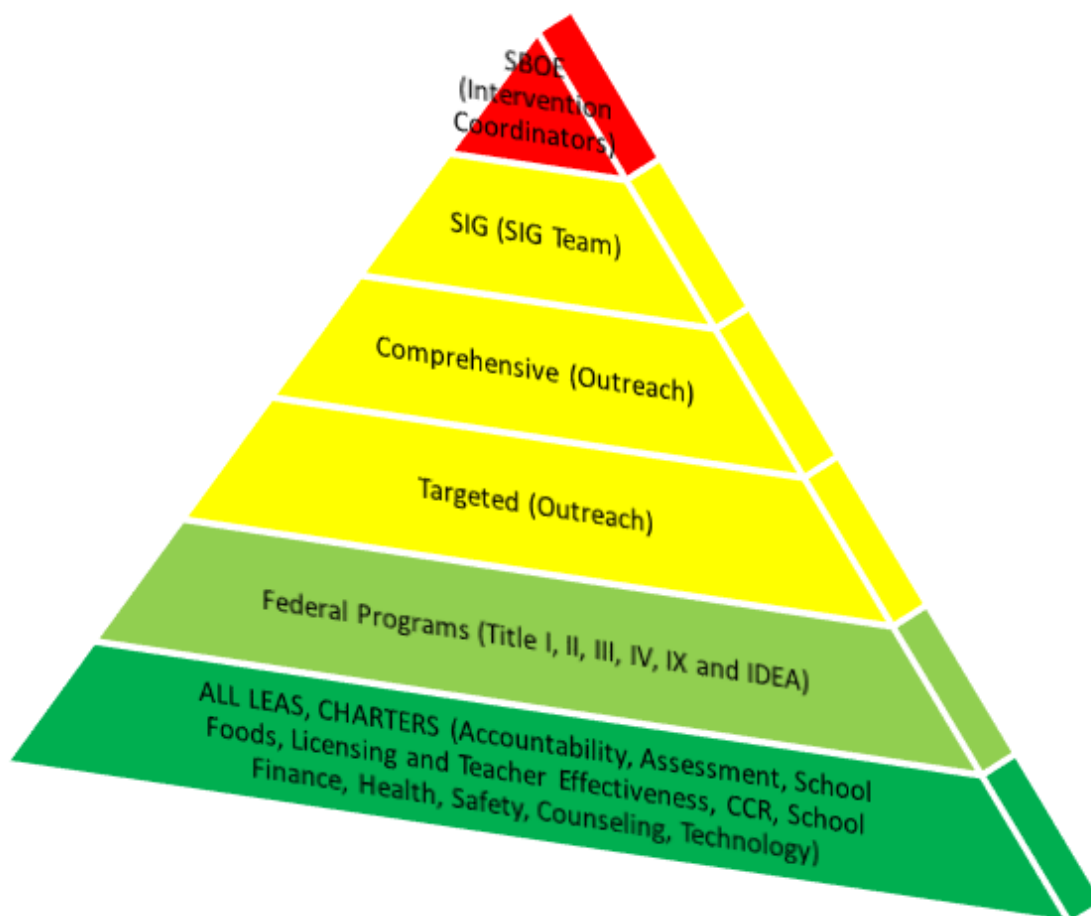 SBOE
(Intervention
Coordinators)
SIG (SIG Team)
Comprehensive (Outreach)
Targeted (Outreach)
Federal Programs (Title I, II, III, IV, IX and IDEA)
ALL LEAS, CHARTERS (Accountability, Assessment, School
Foods, Licensing and Teacher Effectiveness, CCR, School
Finance, Health, Safety, Counseling, Technology)